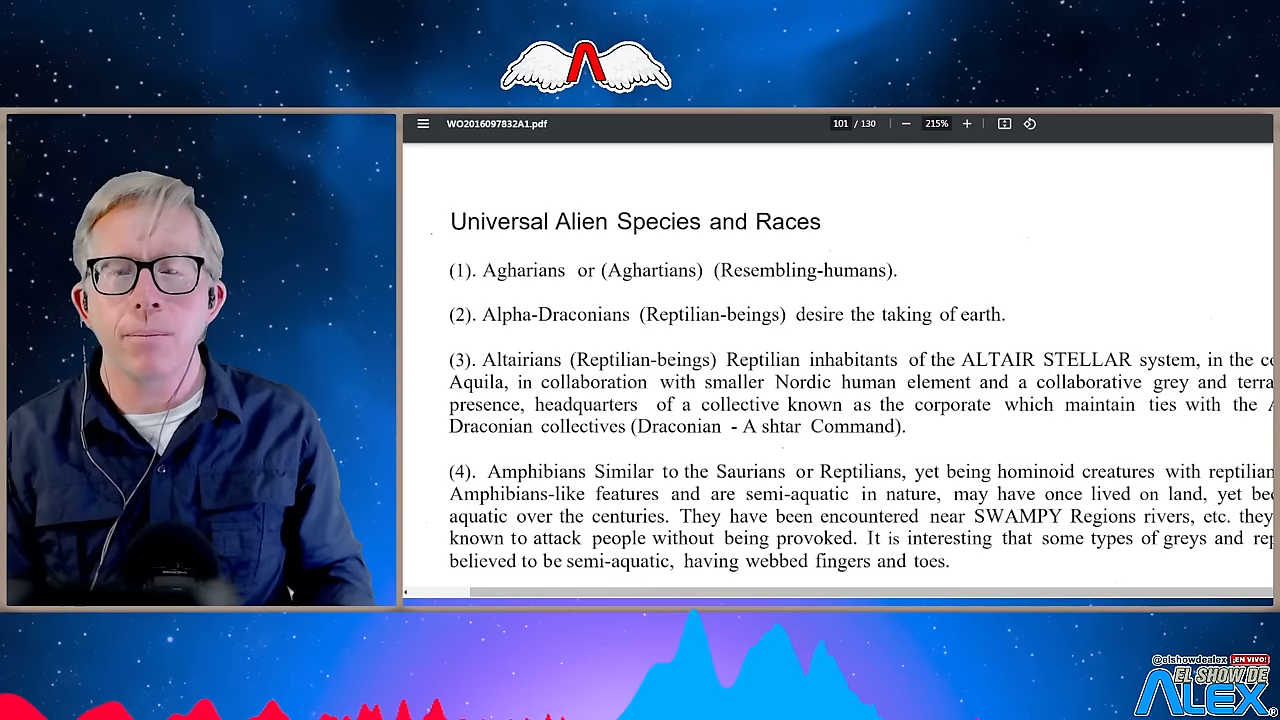 WO2016097832A1.pdf
101 / 130
215%
Universal Alien Species and Races
(1). Agharians or (Aghartians) (Resembling-humans).
(2). Alpha-Draconians (Reptilian-beings) desire the taking of earth.
(3). Altairians (Reptilian-beings) Reptilian inhabitants of the ALTAIR STELLAR system, in the
Aquila, in collaboration with smaller Nordic human element and a collaborative grey and
presence, headquarters of a collective known as the corporate which maintain ties with the
Draconian collectives (Draconian - A shtar Command).
(4). Amphibians Similar to the Saurians or Reptilians, yet being hominoid creatures with
Amphibians-like features and are semi-aquatic in nature, may have once lived on land, yet
aquatic over the centuries. They have been encountered near SWAMPY Regions rivers, etc. they
known to attack people without being provoked. It is interesting that some types of greys and
believed to be semi-aquatic, having webbed fingers and toes.
@elshowdealex ¡EN VIVO!
EL SHOW DE
ALEX